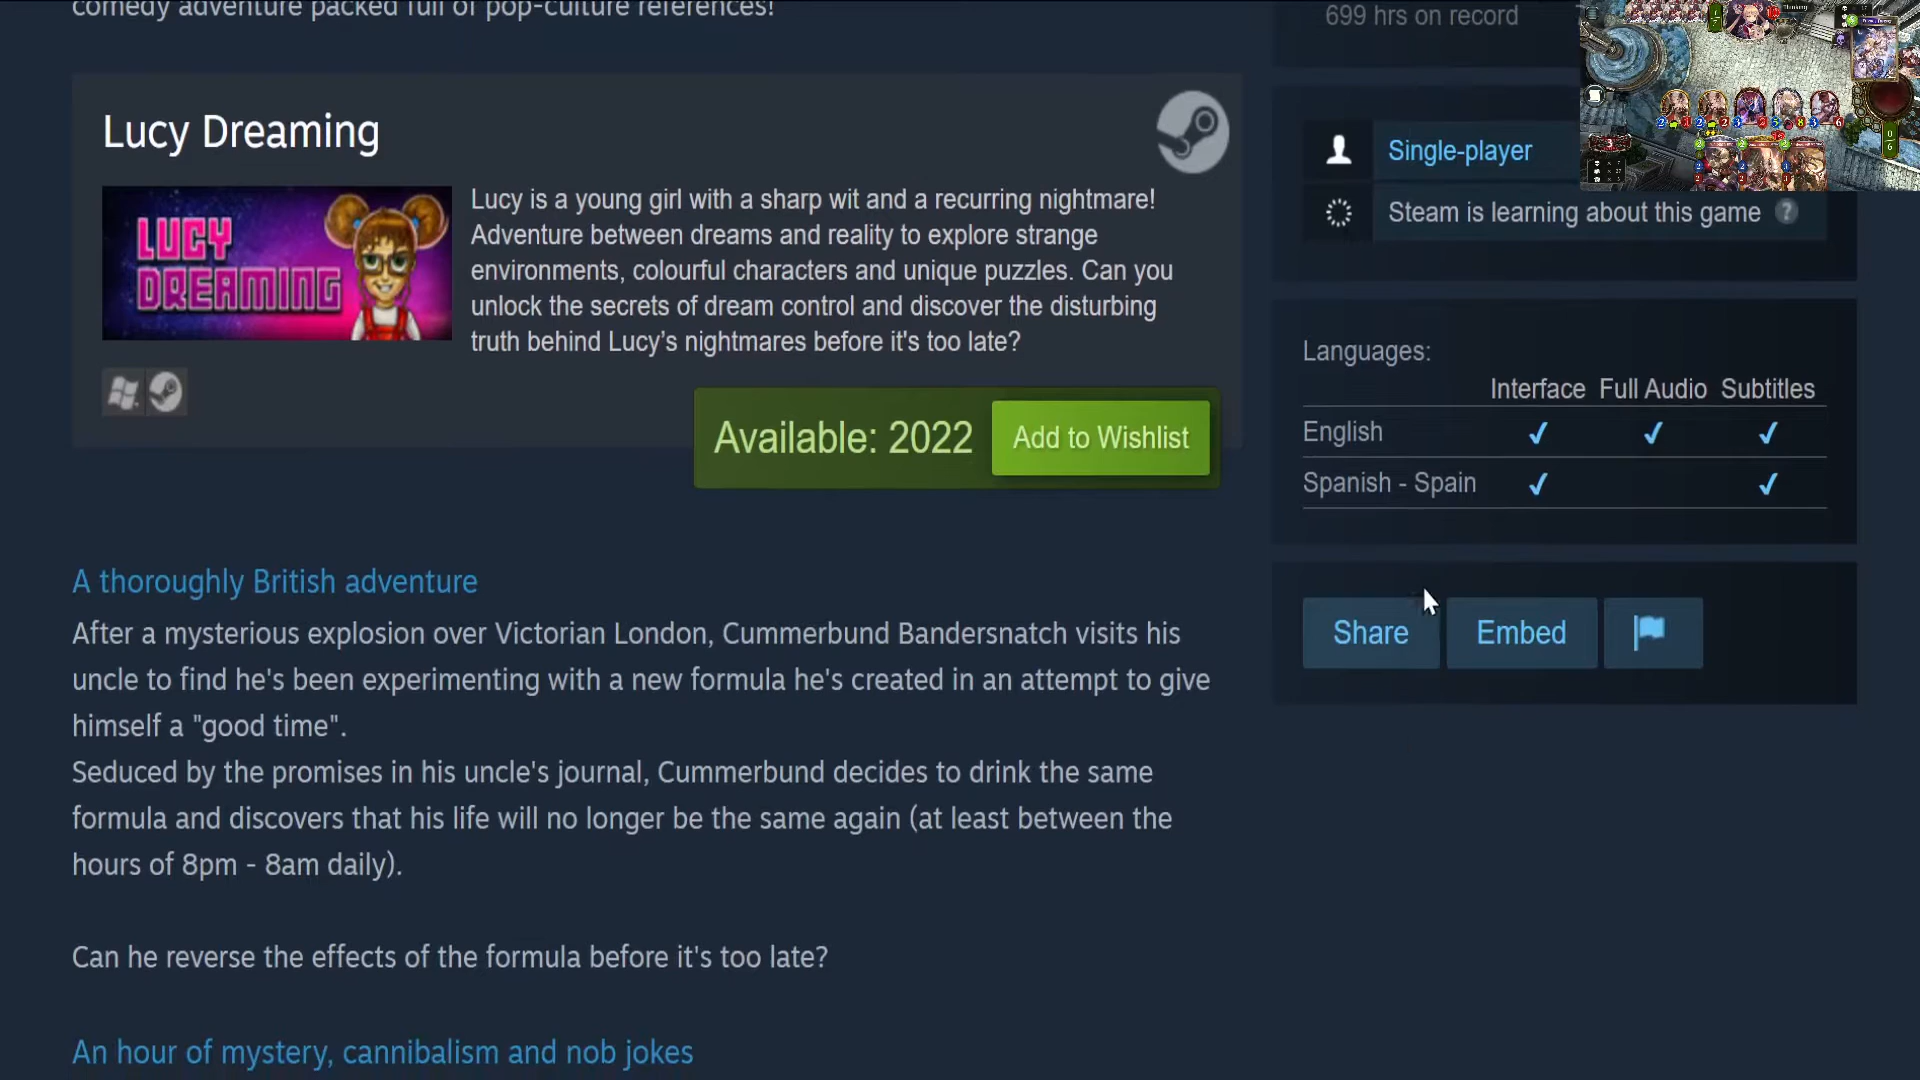 comedy adventure packed full of pop-culture references!
699 hrs on record
Thinking
Lucy Dreaming
LUCY
DREAMING
Lucy is a young girl with a sharp wit and a recurring nightmare!
Adventure between dreams and reality to explore strange
environments, colourful characters and unique puzzles. Can you
unlock the secrets of dream control and discover the disturbing
truth behind Lucy’s nightmares before it's too late?
Available: 2022
Add to Wishlist
Single-player
Steam is learning about this game ?
Languages:
Interface Full Audio Subtitles
English ✓ ✓ ✓
Spanish - Spain ✓ ✓
Share
Embed
A thoroughly British adventure
After a mysterious explosion over Victorian London, Cummerbund Bandersnatch visits his
uncle to find he's been experimenting with a new formula he's created in an attempt to give
himself a "good time".
Seduced by the promises in his uncle's journal, Cummerbund decides to drink the same
formula and discovers that his life will no longer be the same again (at least between the
hours of 8pm - 8am daily).
Can he reverse the effects of the formula before it's too late?
An hour of mystery, cannibalism and nob jokes